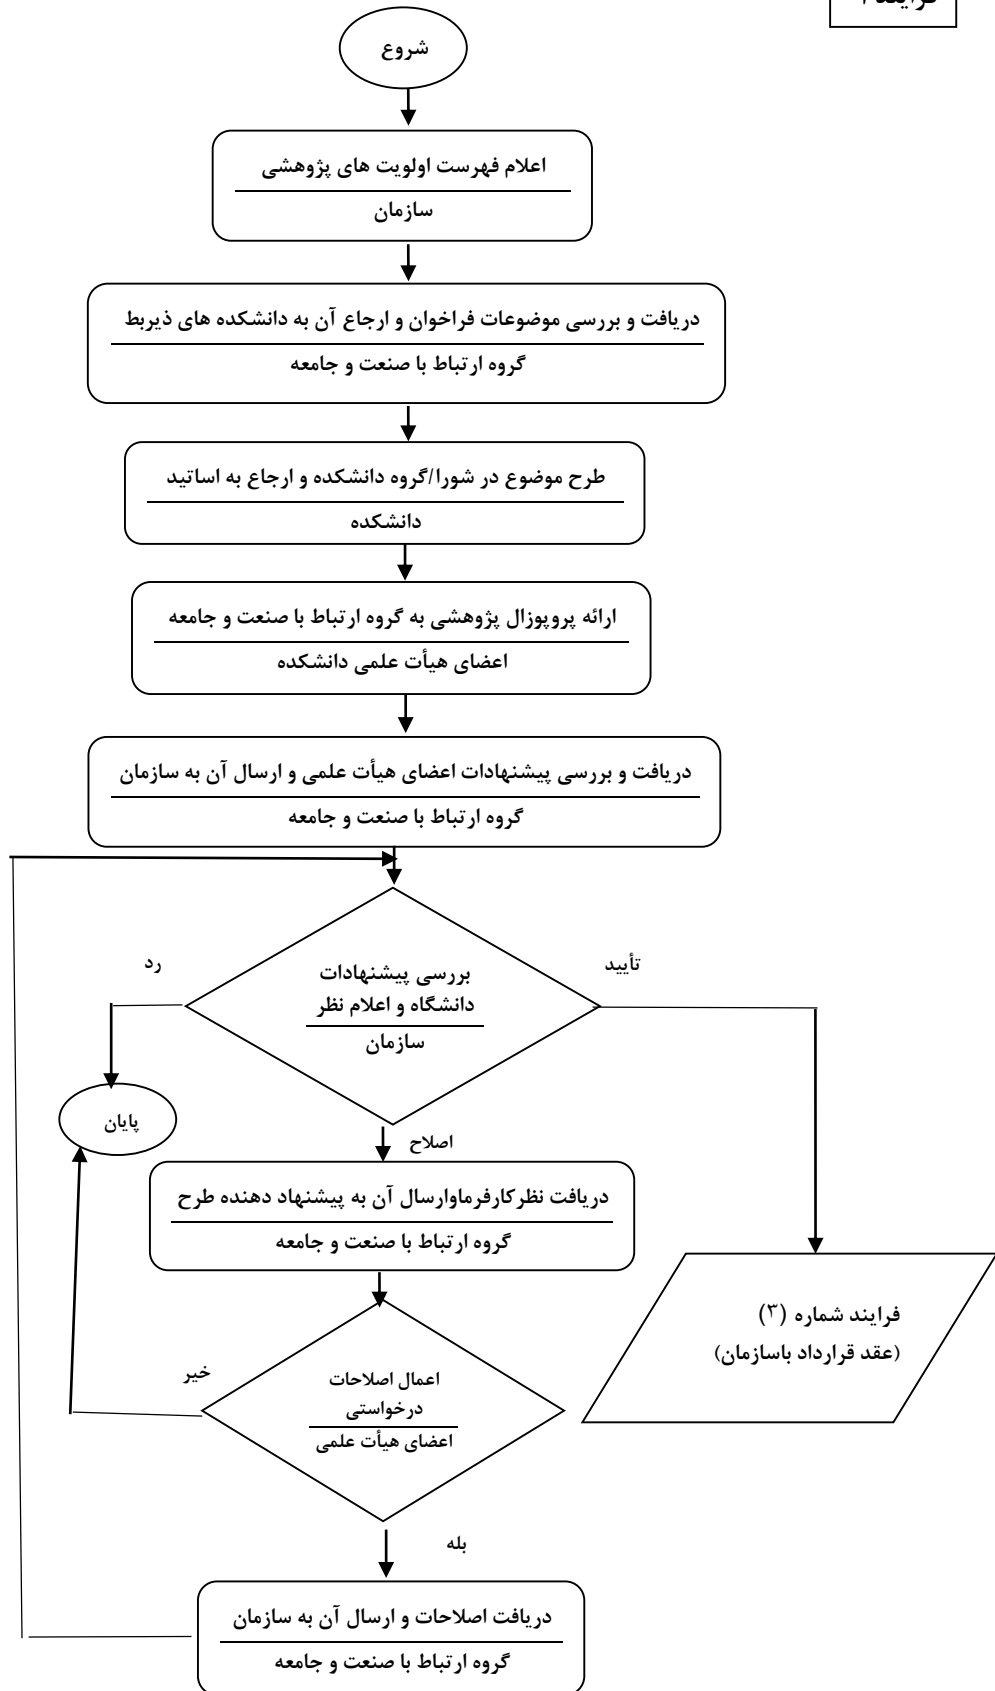 فرایند ۱
شروع
اعلام فهرست اولویت های پژوهشی
سازمان
دریافت و بررسی موضوعات فراخوان و ارجاع آن به دانشکده های ذیربط
گروه ارتباط با صنعت و جامعه
طرح موضوع در شورا/گروه دانشکده و ارجاع به اساتید
دانشکده
ارائه پروپوزال پژوهشی به گروه ارتباط با صنعت و جامعه
اعضای هیأت علمی دانشکده
دریافت و بررسی پیشنهادات اعضای هیأت علمی و ارسال آن به سازمان
گروه ارتباط با صنعت و جامعه
تأیید
رد
بررسی پیشنهادات
دانشگاه و اعلام نظر
سازمان
پایان
اصلاح
دریافت نظرکارفرماوارسال آن به پیشنهاد دهنده طرح
گروه ارتباط با صنعت و جامعه
فرایند شماره (۳)
(عقد قرارداد باسازمان)
خیر
اعمال اصلاحات
درخواستی
اعضای هیأت علمی
بله
دریافت اصلاحات و ارسال آن به سازمان
گروه ارتباط با صنعت و جامعه